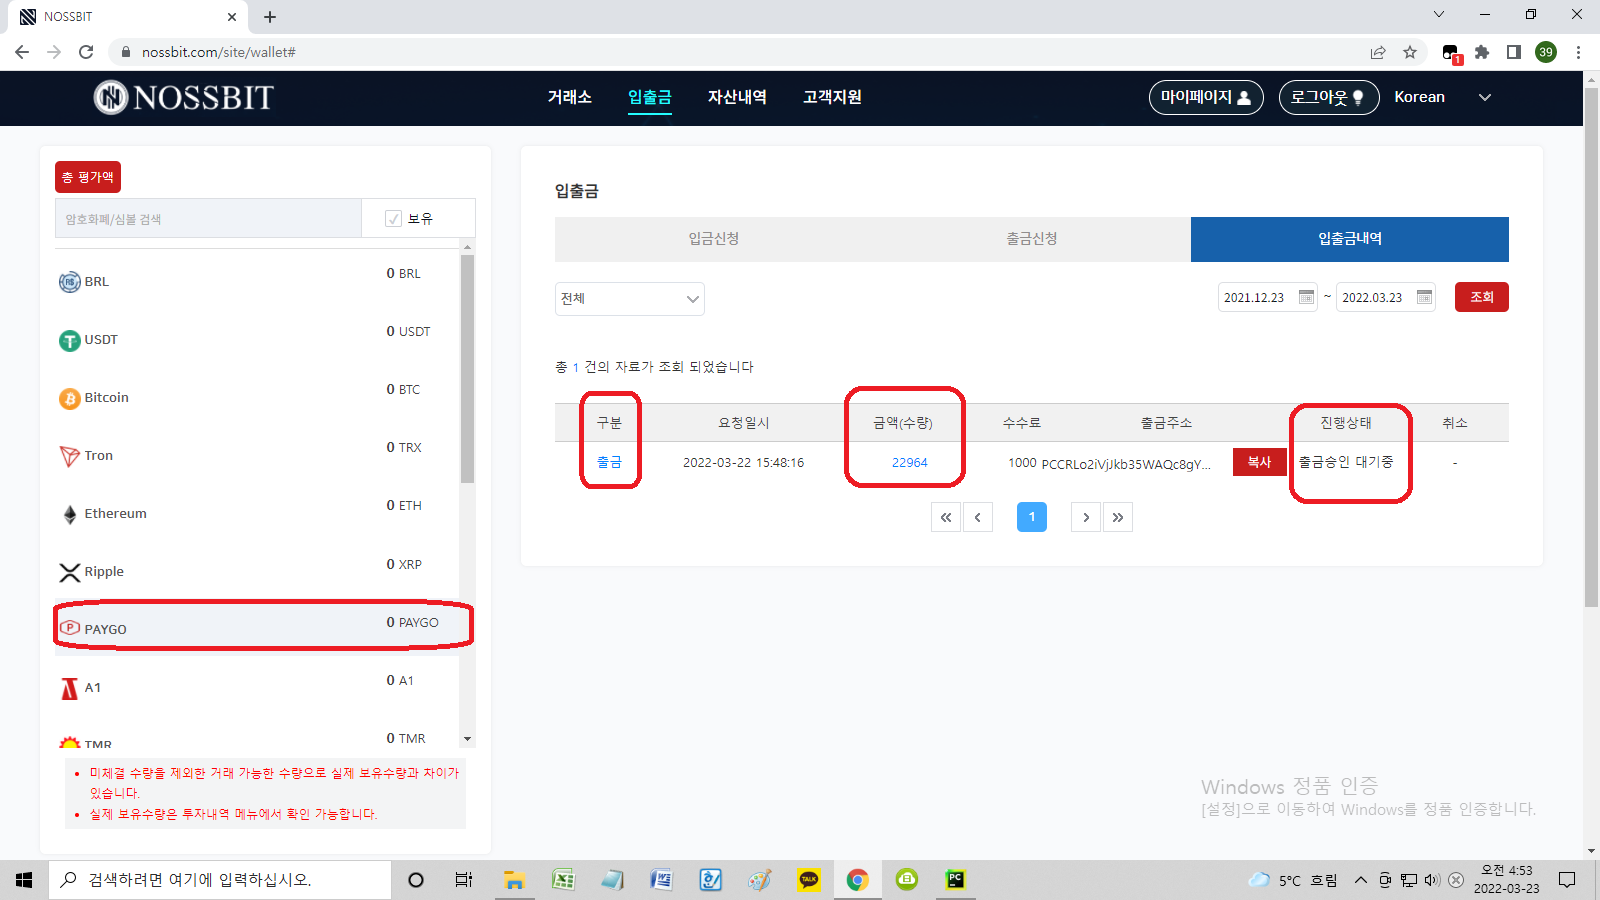 NOSSBIT
nossbit.com/site/wallet#
1
39
NOSSBIT
거래소
입출금
자산내역
고객지원
마이페이지
로그아웃
Korean
총 평가액
암호화폐/심볼 검색
보유
BRL
0 BRL
USDT
0 USDT
Bitcoin
0 BTC
Tron
0 TRX
Ethereum
0 ETH
Ripple
0 XRP
PAYGO
0 PAYGO
A1
0 A1
TMR
0 TMR
• 미체결 수량을 제외한 거래 가능한 수량으로 실제 보유수량과 차이가
있습니다.
• 실제 보유수량은 투자내역 메뉴에서 확인 가능합니다.
입출금
입금신청
출금신청
입출금내역
전체
2021.12.23 ~ 2022.03.23
조회
총 1 건의 자료가 조회 되었습니다
구분 요청일시 금액(수량) 수수료 출금주소 진행상태 취소
출금 2022-03-22 15:48:16 22964 1000 PCCRLo2iVjJkb35WAQc8gY... 복사 출금승인 대기중 -
« ‹ 1 › »
Windows 정품 인증
[설정]으로 이동하여 Windows를 정품 인증합니다.
검색하려면 여기에 입력하십시오.
TALK
PC
5°C 흐림
오전 4:53
2022-03-23